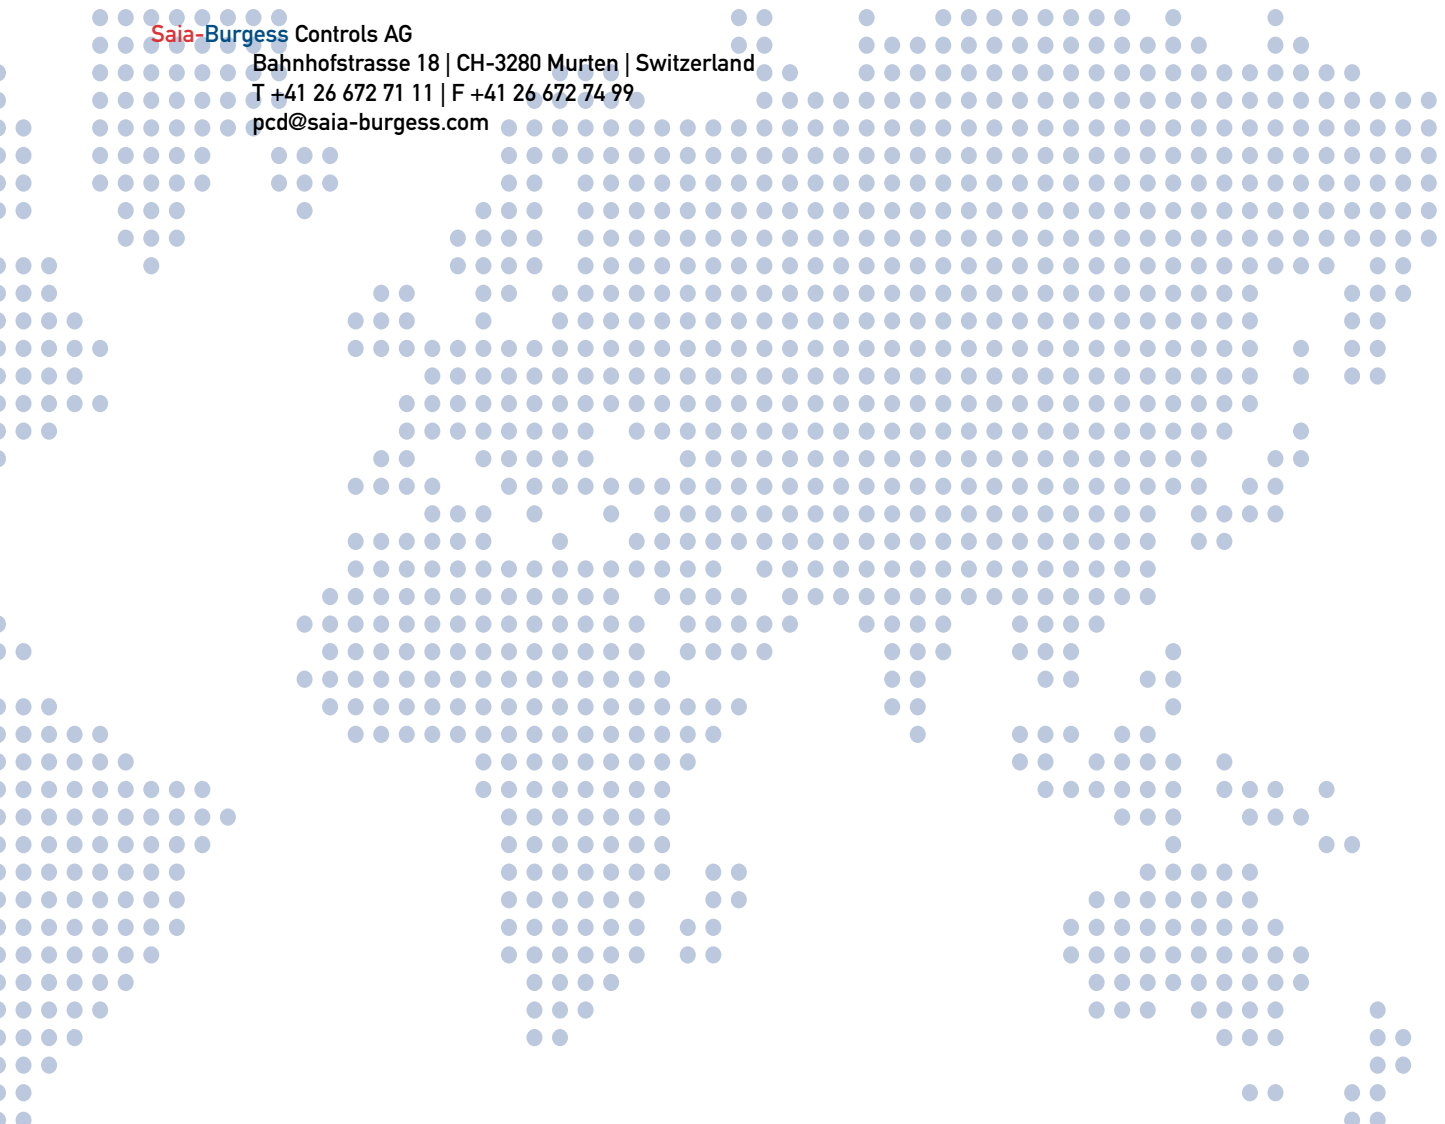 Saia-Burgess Controls AG
Bahnhofstrasse 18 | CH-3280 Murten | Switzerland
T +41 26 672 71 11 | F +41 26 672 74 99
pcd@saia-burgess.com